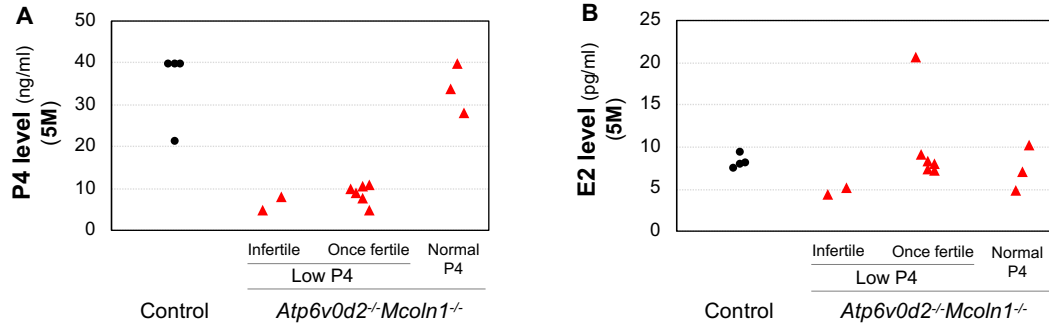 A
P4 level (ng/ml)
(5M)
50
40
30
20
10
0
Infertile Once fertile Normal
P4
Low P4
Control Atp6v0d2-/-Mcoln1-/-
B
E2 level (pg/ml)
(5M)
25
20
15
10
5
0
Infertile Once fertile Normal
P4
Low P4
Control Atp6v0d2-/-Mcoln1-/-